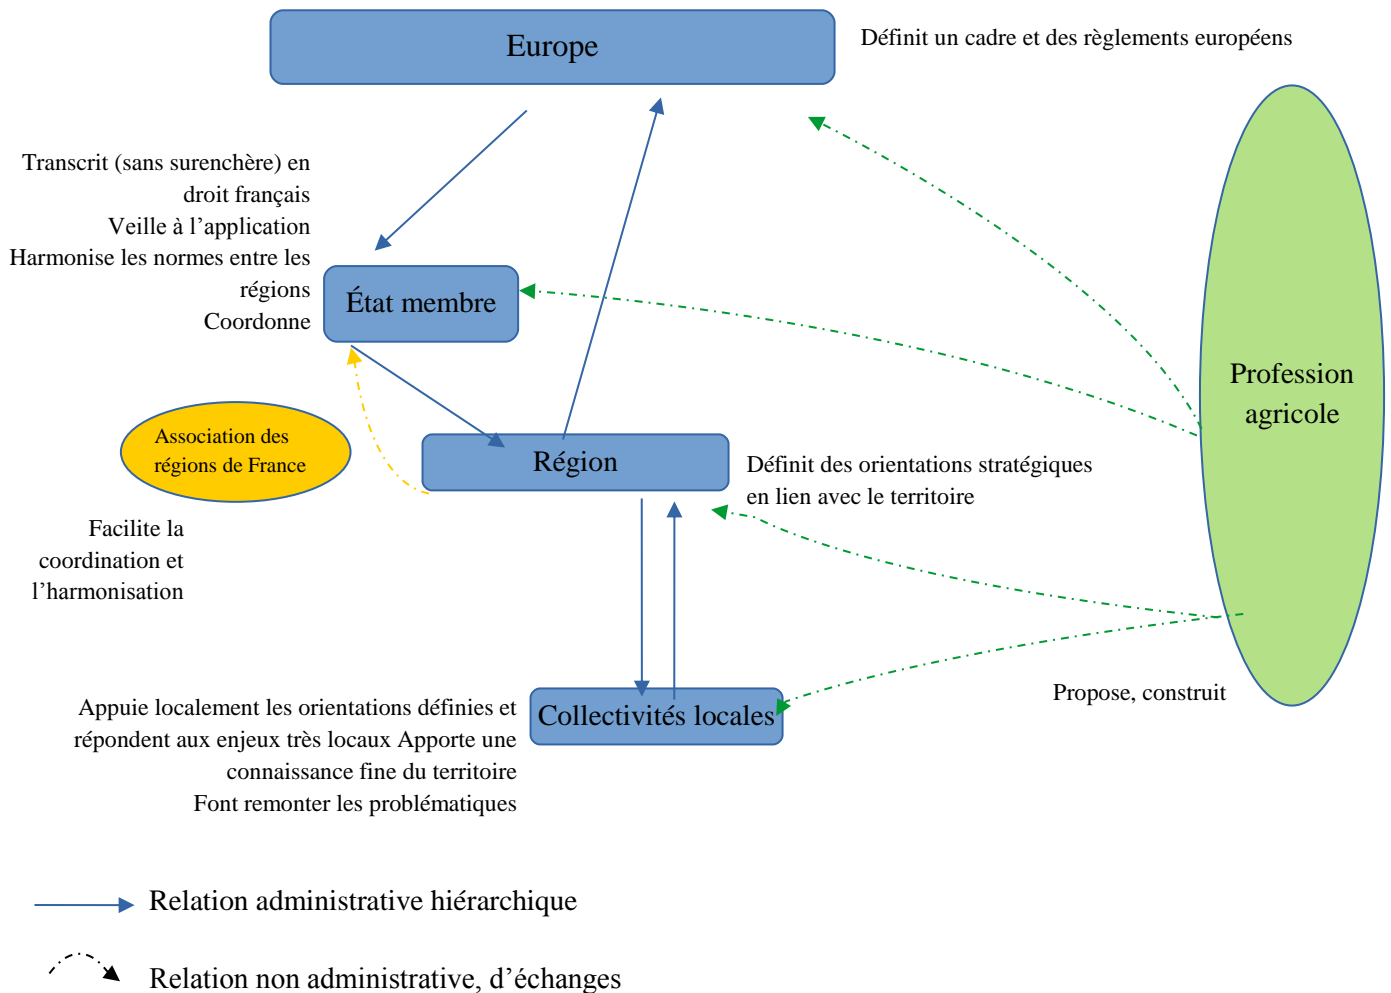 Europe
Définit un cadre et des règlements européens
Transcrit (sans surenchère) en
droit français
Veille à l’application
Harmonise les normes entre les
régions
Coordonne
État membre
Profession
agricole
Association des
régions de France
Région
Définit des orientations stratégiques
en lien avec le territoire
Facilite la
coordination et
l’harmonisation
Propose, construit
Collectivités locales
Appuie localement les orientations définies et
répondent aux enjeux très locaux Apporte une
connaissance fine du territoire
Font remonter les problématiques
Relation administrative hiérarchique
Relation non administrative, d’échanges